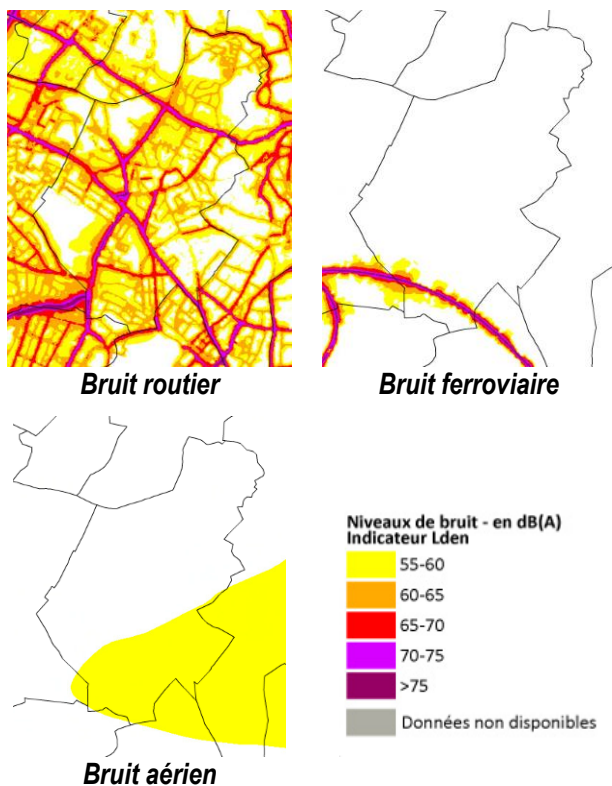 Bruit routier
Bruit ferroviaire
Bruit aérien
Niveaux de bruit - en dB(A)
Indicateur Lden
55-60
60-65
65-70
70-75
>75
Données non disponibles